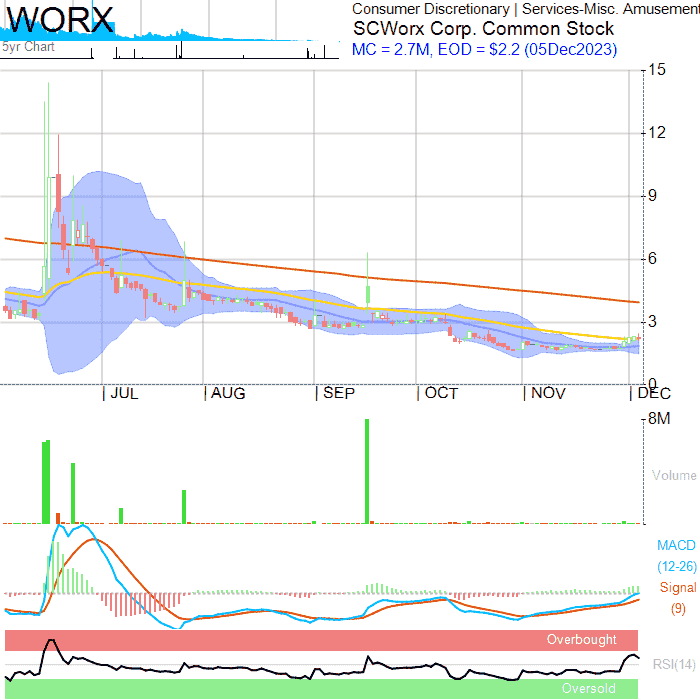 WORX
5yr Chart
Consumer Discretionary | Services-Misc. Amusement
SCWorx Corp. Common Stock
MC = 2.7M, EOD = $2.2 (05Dec2023)
15
12
9
6
3
0
JUL
AUG
SEP
OCT
NOV
DEC
8M
Volume
MACD
(12-26)
Signal
(9)
Overbought
RSI(14)
Oversold